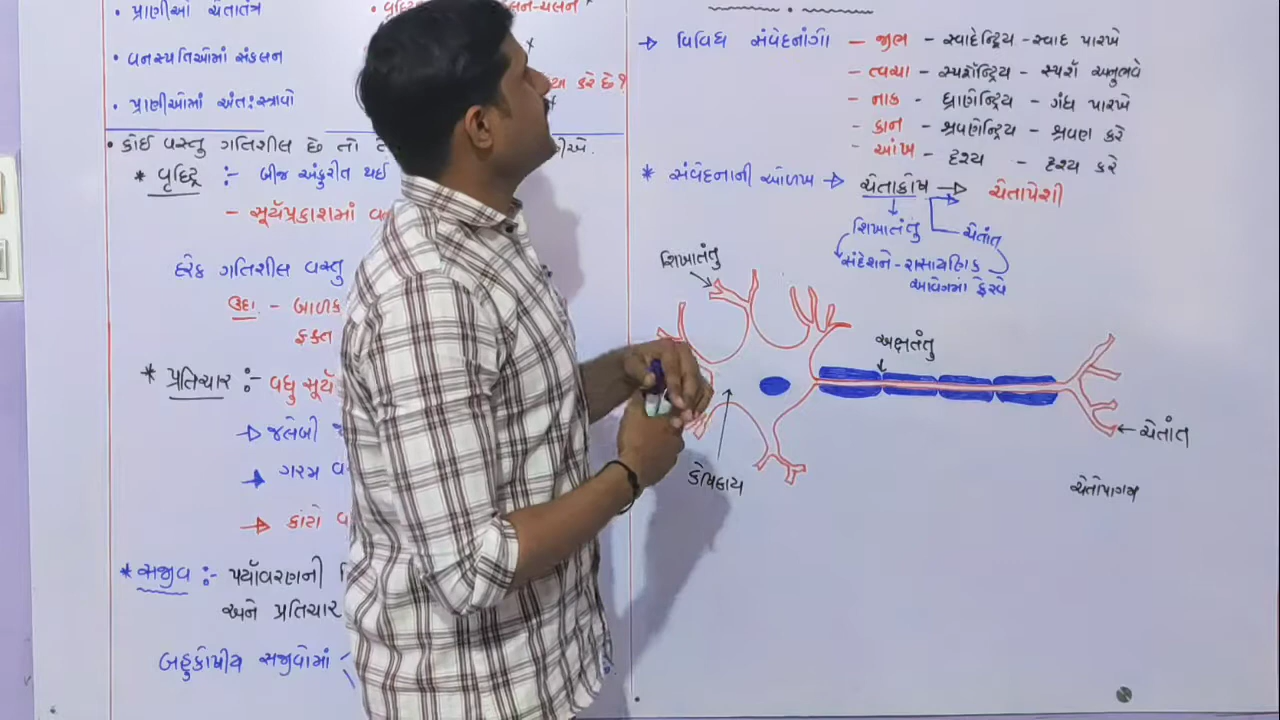 • પ્રાણીઓ ચેતાતંત્ર
• વનસ્પતિઓમાં સંકલન
• પ્રાણીઓમાં અંતઃસ્ત્રાવો
કરે છે?
• કોઈ વસ્તુ ગતિશીલ છે તો
* વૃદ્ધિ :- બીજ અંકુરીત થઈ
- સૂર્યપ્રકાશમાં
દરેક ગતિશીલ વસ્તુ
ઉદા. - બાળક
ફક્ત
* પ્રતિચાર :- વધુ સૂર્ય
જલેબી
ગરમ
કાંટો
* સજીવ :- પર્યાવરણની
અને પ્રતિચાર
બહુકોષીય સજીવોમાં
→ વિવિધ સંવેદનાંગો - જીભ - સ્વાદેન્દ્રિય - સ્વાદ પારખે
- ત્વચા - સ્પર્શેન્દ્રિય - સ્પર્શ અનુભવે
- નાક - ઘ્રાણેન્દ્રિય - ગંધ પારખે
- કાન - શ્રવણેન્દ્રિય - શ્રવણ કરે
- આંખ - દ્રશ્ય - દ્રશ્ય કરે
* સંવેદનાની ઓળખ → ચેતાકોષ → ચેતાપેશી
શિખાતંતુ
ચેતાંત
સંદેશને - રાસાયણિક
આવેગમાં ફેરવે
શિખાતંતુ
અક્ષતંતુ
ચેતાંત
કોષકાય
ચેતોપાગમ